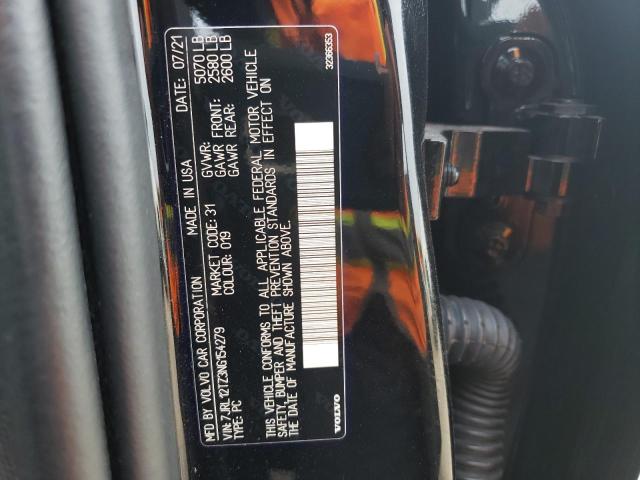 MFD BY VOLVO CAR CORPORATION MADE IN USA DATE: 07/21
VIN: 7JRL12TZ3NG154279 MARKET CODE: 31 GVWR: 5070 LB
TYPE: PC COLOUR: 019 GAWR FRONT: 2580 LB
GAWR REAR: 2600 LB
THIS VEHICLE CONFORMS TO ALL APPLICABLE FEDERAL MOTOR VEHICLE
SAFETY, BUMPER AND THEFT PREVENTION STANDARDS IN EFFECT ON
THE DATE OF MANUFACTURE SHOWN ABOVE.
VOLVO 32366353